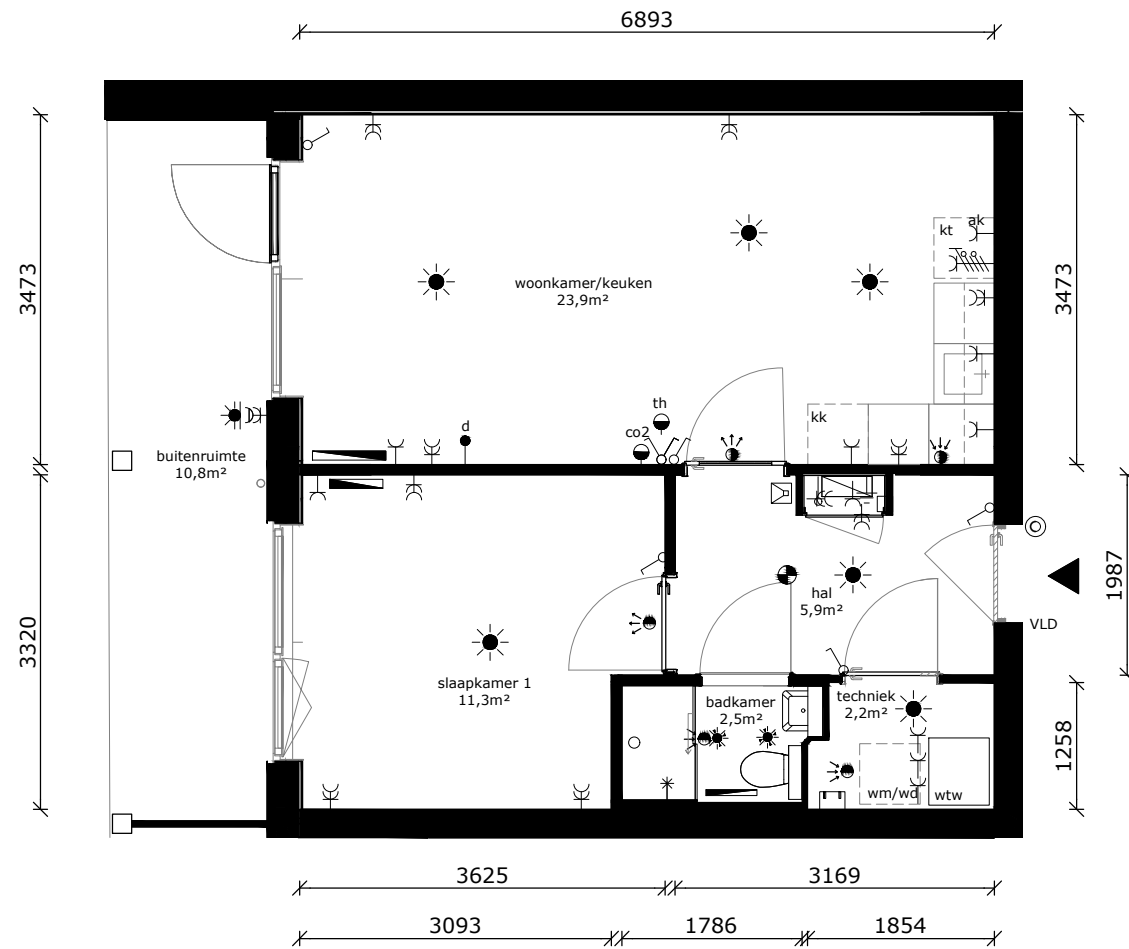 6893
3473
3473
kt
ak
woonkamer/keuken
23,9m²
th
co2
d
kk
buitenruimte
10,8m²
1987
hal
5,9m²
VLD
3320
slaapkamer 1
11,3m²
badkamer
2,5m²
techniek
2,2m²
1258
wm/wd
wtw
3625
3169
3093
1786
1854